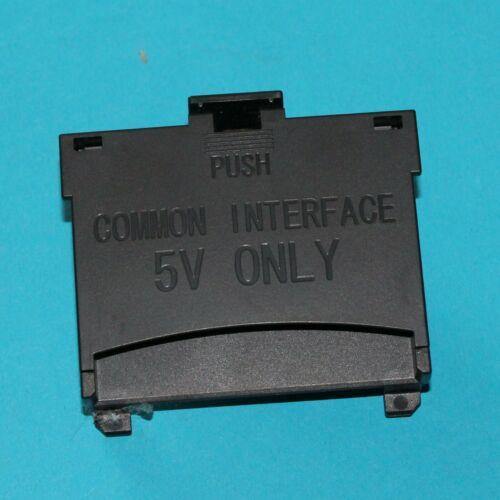 PUSH
COMMON INTERFACE
5V ONLY